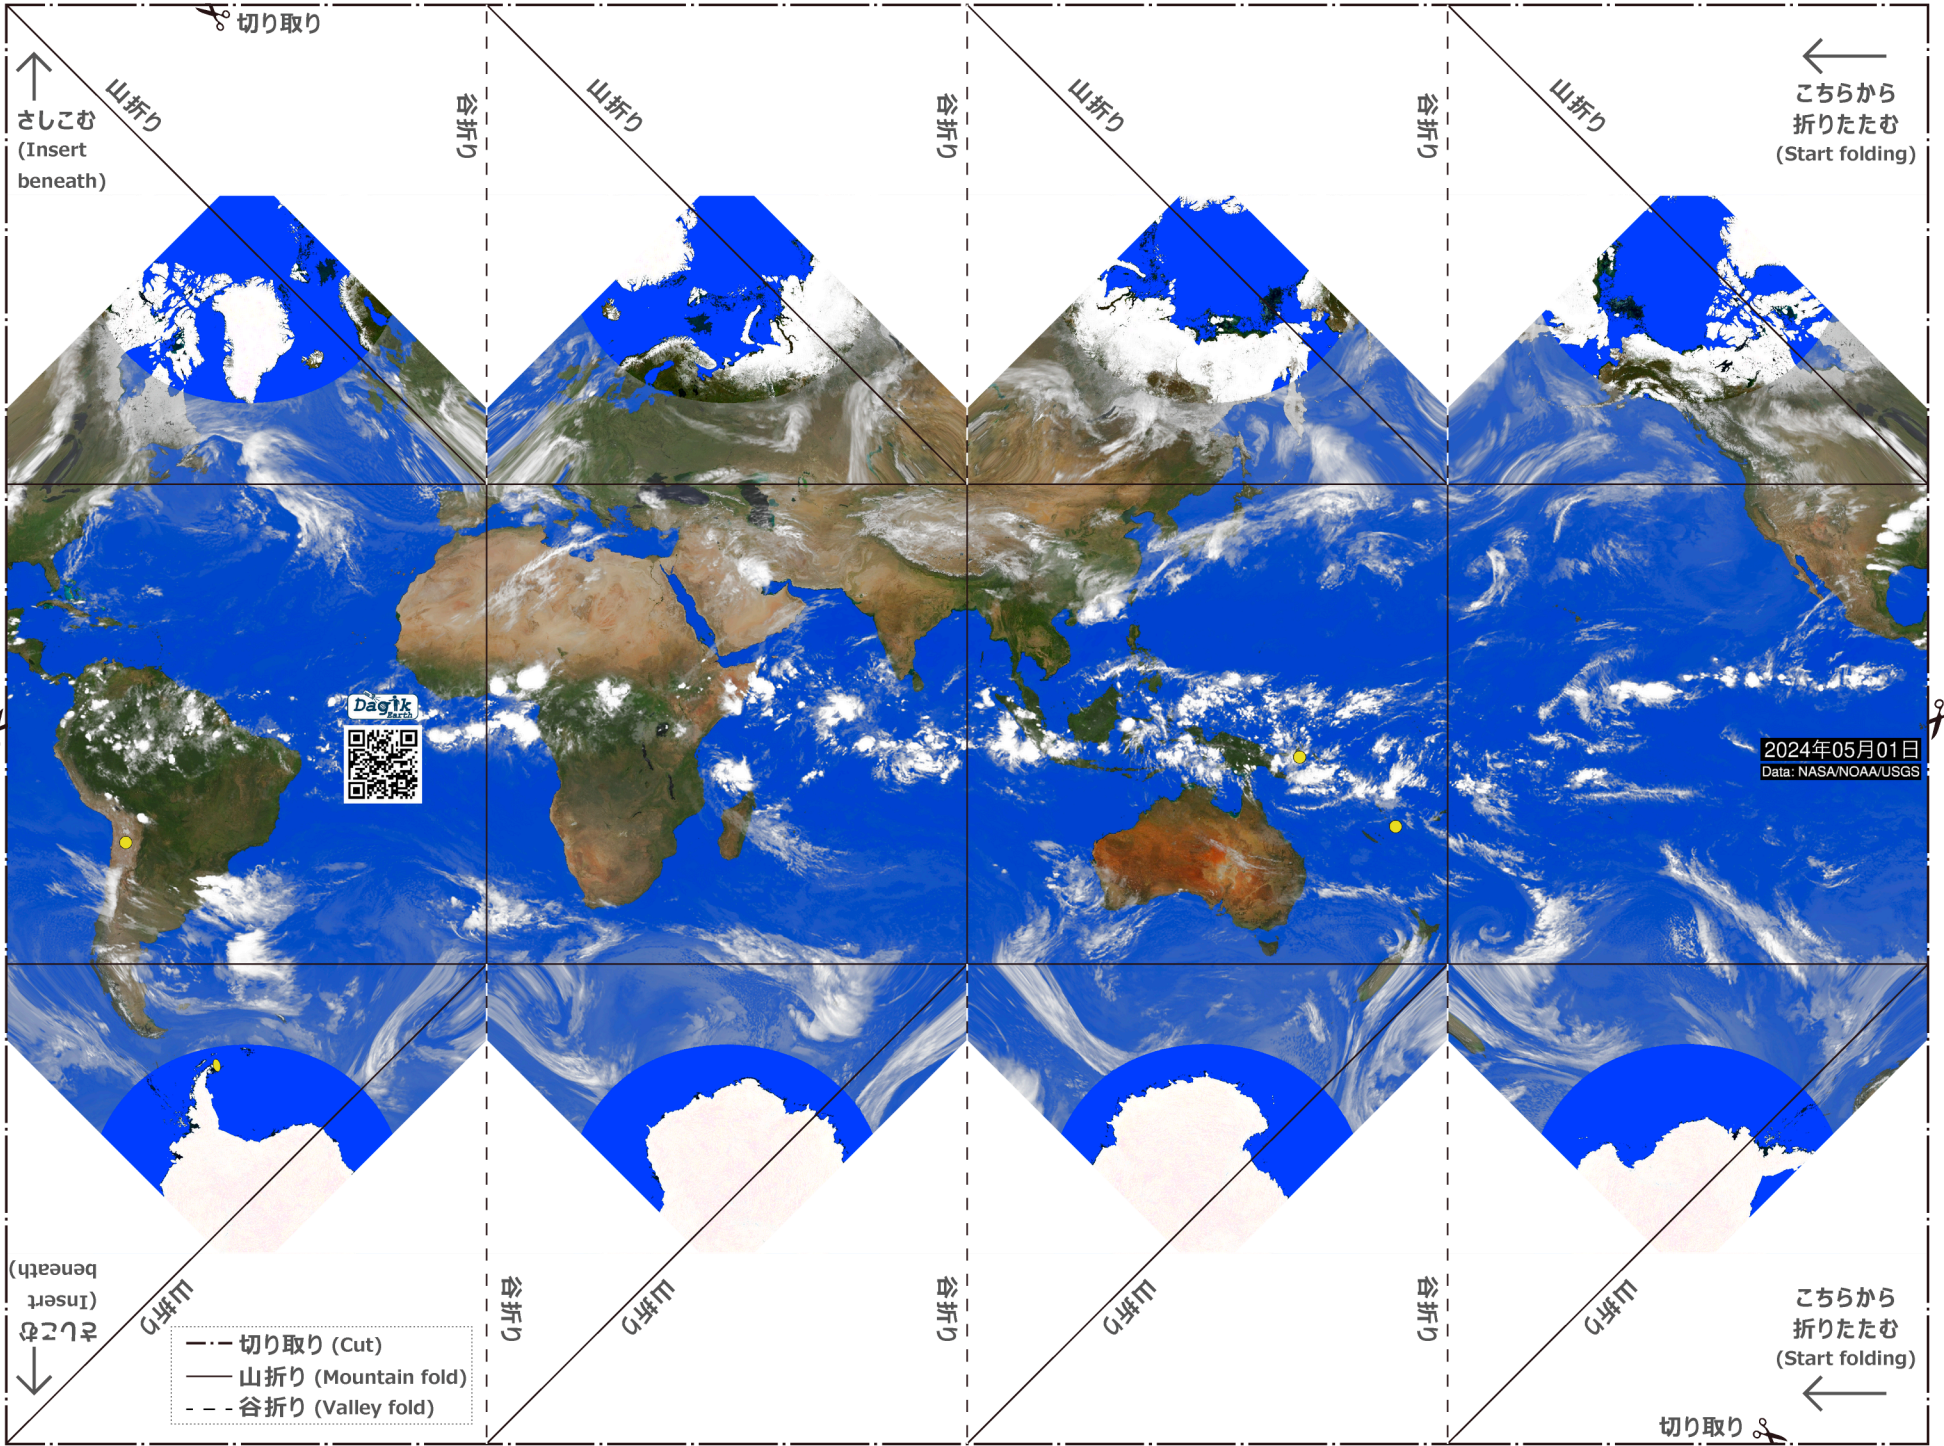 切り取り
山折り
谷折り
山折り
谷折り
山折り
谷折り
山折り
さしこむ
(Insert
beneath)
こちらから
折りたたむ
(Start folding)
Dagik
Earth
2024年05月01日
Data: NASA/NOAA/USGS
さしこむ
(Insert
beneath)
山折り
谷折り
山折り
谷折り
山折り
谷折り
山折り
こちらから
折りたたむ
(Start folding)
切り取り (Cut)
山折り (Mountain fold)
谷折り (Valley fold)
切り取り